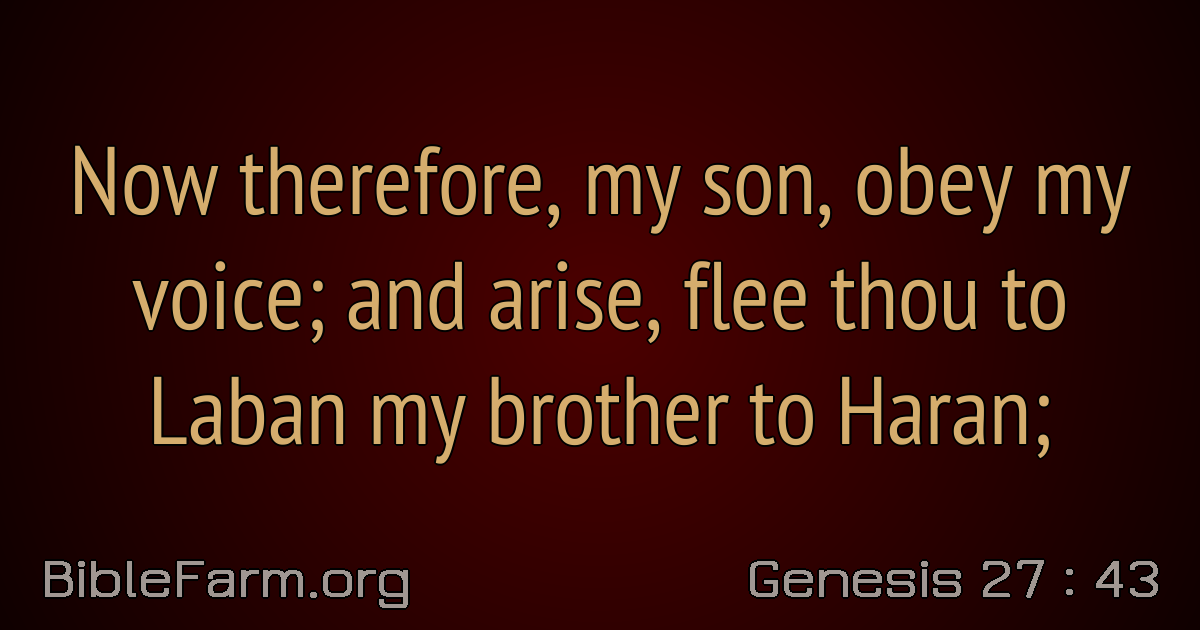 Now therefore, my son, obey my
voice; and arise, flee thou to
Laban my brother to Haran;
BibleFarm.org
Genesis 27 : 43